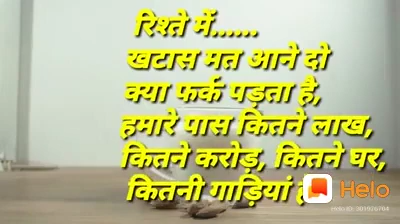 रिश्ते में......
खटास मत आने दो
क्या फर्क पड़ता है,
हमारे पास कितने लाख,
कितने करोड़, कितने घर,
कितनी गाड़ियां
Helo